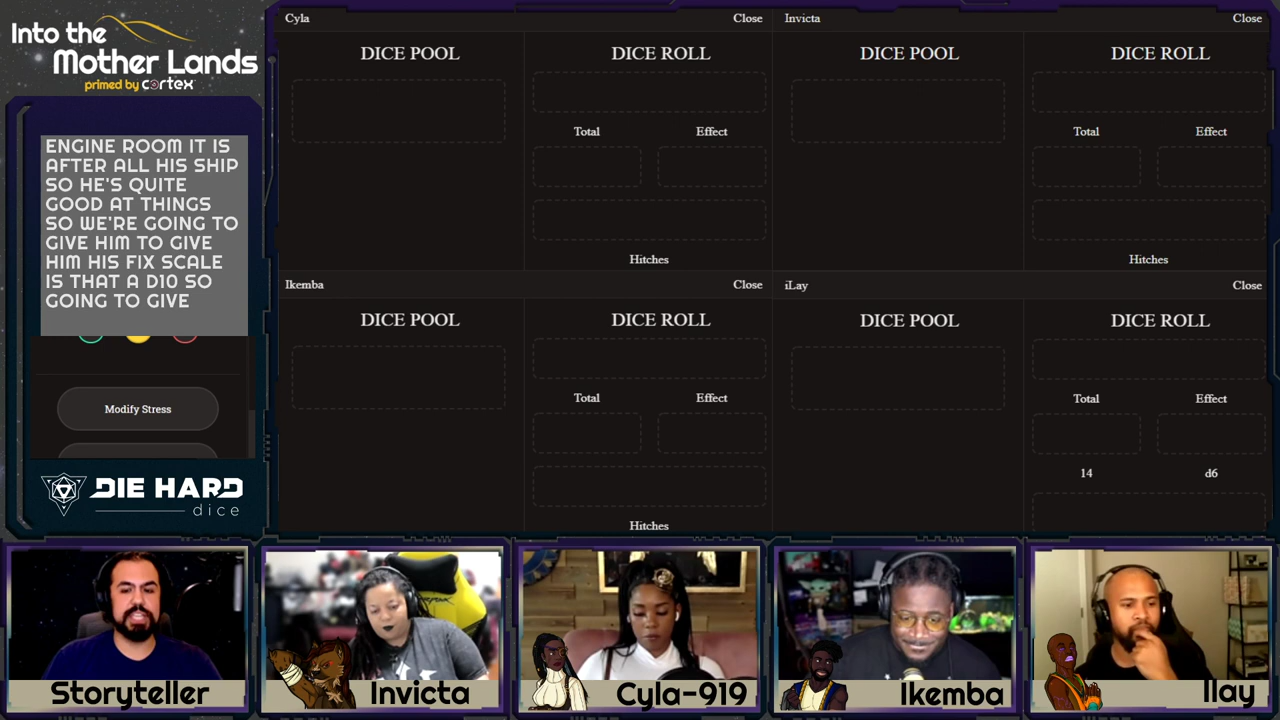 Into the
Mother Lands
primed by cortex
ENGINE ROOM IT IS
AFTER ALL HIS SHIP
SO HE'S QUITE
GOOD AT THINGS
SO WE'RE GOING TO
GIVE HIM TO GIVE
HIM HIS FIX SCALE
IS THAT A D10 SO
GOING TO GIVE
Modify Stress
DIE HARD
dice
Cyla
Close
DICE POOL
DICE ROLL
Total
Effect
Hitches
Invicta
Close
DICE POOL
DICE ROLL
Total
Effect
Hitches
Ikemba
Close
DICE POOL
DICE ROLL
Total
Effect
Hitches
iLay
Close
DICE POOL
DICE ROLL
Total
Effect
14
d6
Storyteller
Invicta
Cyla-919
Ikemba
Ilay